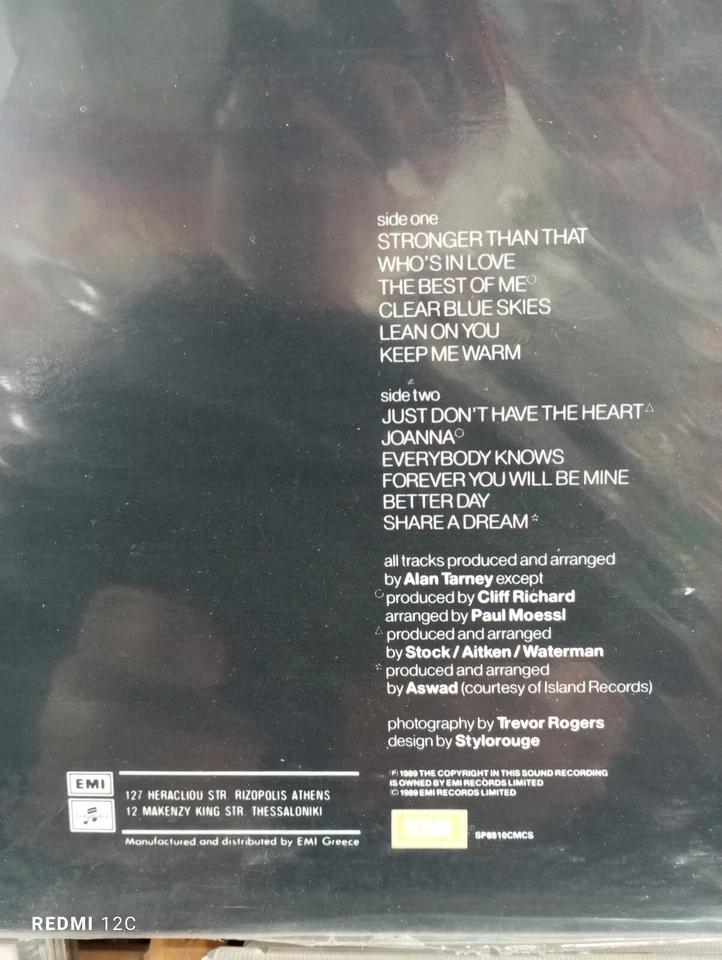 side one
STRONGER THAN THAT
WHO'S IN LOVE
THE BEST OF ME○
CLEAR BLUE SKIES
LEAN ON YOU
KEEP ME WARM
side two
JUST DON'T HAVE THE HEART△
JOANNA○
EVERYBODY KNOWS
FOREVER YOU WILL BE MINE
BETTER DAY
SHARE A DREAM☆
all tracks produced and arranged
by Alan Tarney except
○ produced by Cliff Richard
arranged by Paul Moessl
△ produced and arranged
by Stock / Aitken / Waterman
☆ produced and arranged
by Aswad (courtesy of Island Records)
photography by Trevor Rogers
design by Stylorouge
Ⓟ 1989 THE COPYRIGHT IN THIS SOUND RECORDING
IS OWNED BY EMI RECORDS LIMITED
© 1989 EMI RECORDS LIMITED
EMI
SP8910CMCS
EMI
127 HERACLIOU STR. RIZOPOLIS ATHENS
12 MAKENZY KING STR. THESSALONIKI
Manufactured and distributed by EMI Greece
REDMI 12C